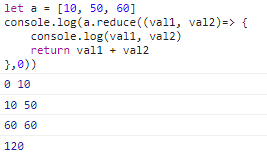 let a = [10, 50, 60]
console.log(a.reduce((val1, val2)=> {
    console.log(val1, val2)
    return val1 + val2
},0))
0 10
10 50
60 60
120